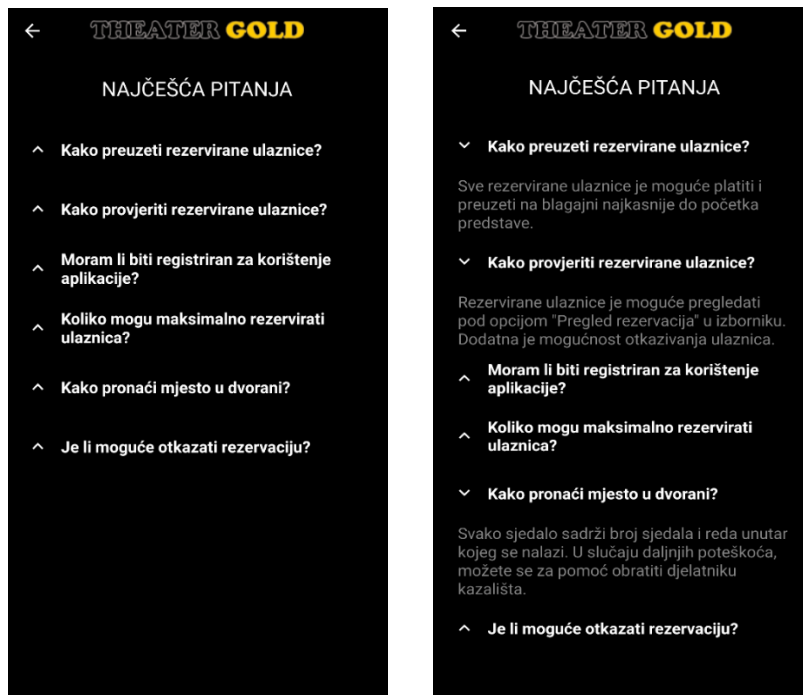 THEATER GOLD
NAJČEŠĆA PITANJA
Kako preuzeti rezervirane ulaznice?
Kako provjeriti rezervirane ulaznice?
Moram li biti registriran za korištenje
aplikacije?
Koliko mogu maksimalno rezervirati
ulaznica?
Kako pronaći mjesto u dvorani?
Je li moguće otkazati rezervaciju?
THEATER GOLD
NAJČEŠĆA PITANJA
Kako preuzeti rezervirane ulaznice?
Sve rezervirane ulaznice je moguće platiti i
preuzeti na blagajni najkasnije do početka
predstave.
Kako provjeriti rezervirane ulaznice?
Rezervirane ulaznice je moguće pregledati
pod opcijom "Pregled rezervacija" u izborniku.
Dodatna je mogućnost otkazivanja ulaznica.
Moram li biti registriran za korištenje
aplikacije?
Koliko mogu maksimalno rezervirati
ulaznica?
Kako pronaći mjesto u dvorani?
Svako sjedalo sadrži broj sjedala i reda unutar
kojeg se nalazi. U slučaju daljnjih poteškoća,
možete se za pomoć obratiti djelatniku
kazališta.
Je li moguće otkazati rezervaciju?